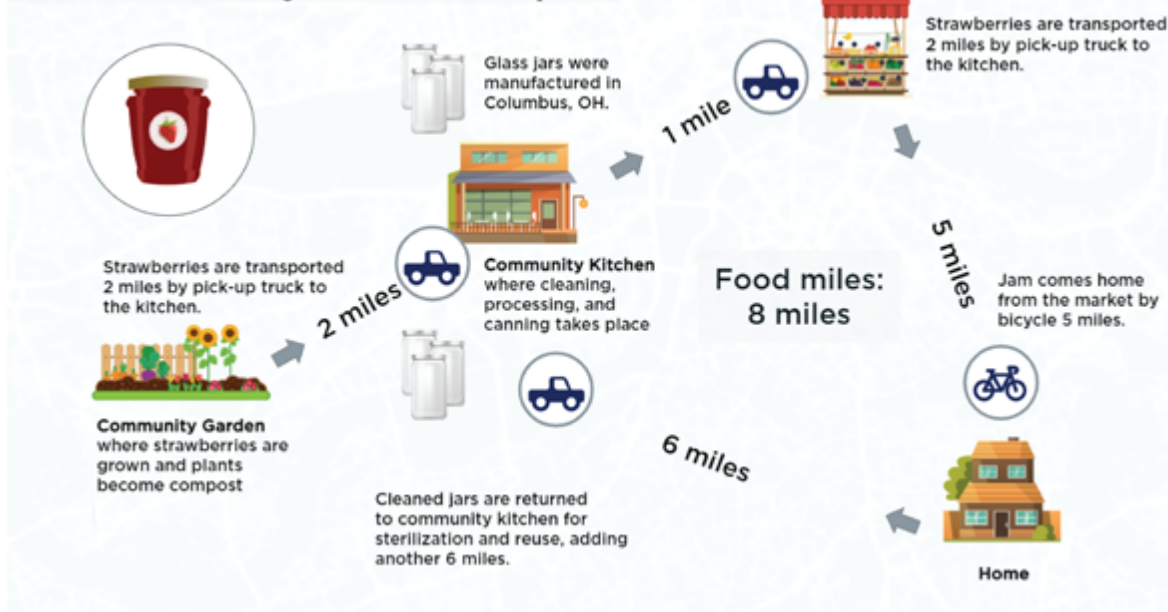 Strawberries are transported
2 miles by pick-up truck to
the kitchen.
Glass jars were
manufactured in
Columbus, OH.
1 mile
5 miles
Strawberries are transported
2 miles by pick-up truck to
the kitchen.
2 miles
Community Kitchen
where cleaning,
processing, and
canning takes place
Food miles:
8 miles
Jam comes home
from the market by
bicycle 5 miles.
Community Garden
where strawberries are
grown and plants
become compost
6 miles
Cleaned jars are returned
to community kitchen for
sterilization and reuse, adding
another 6 miles.
Home